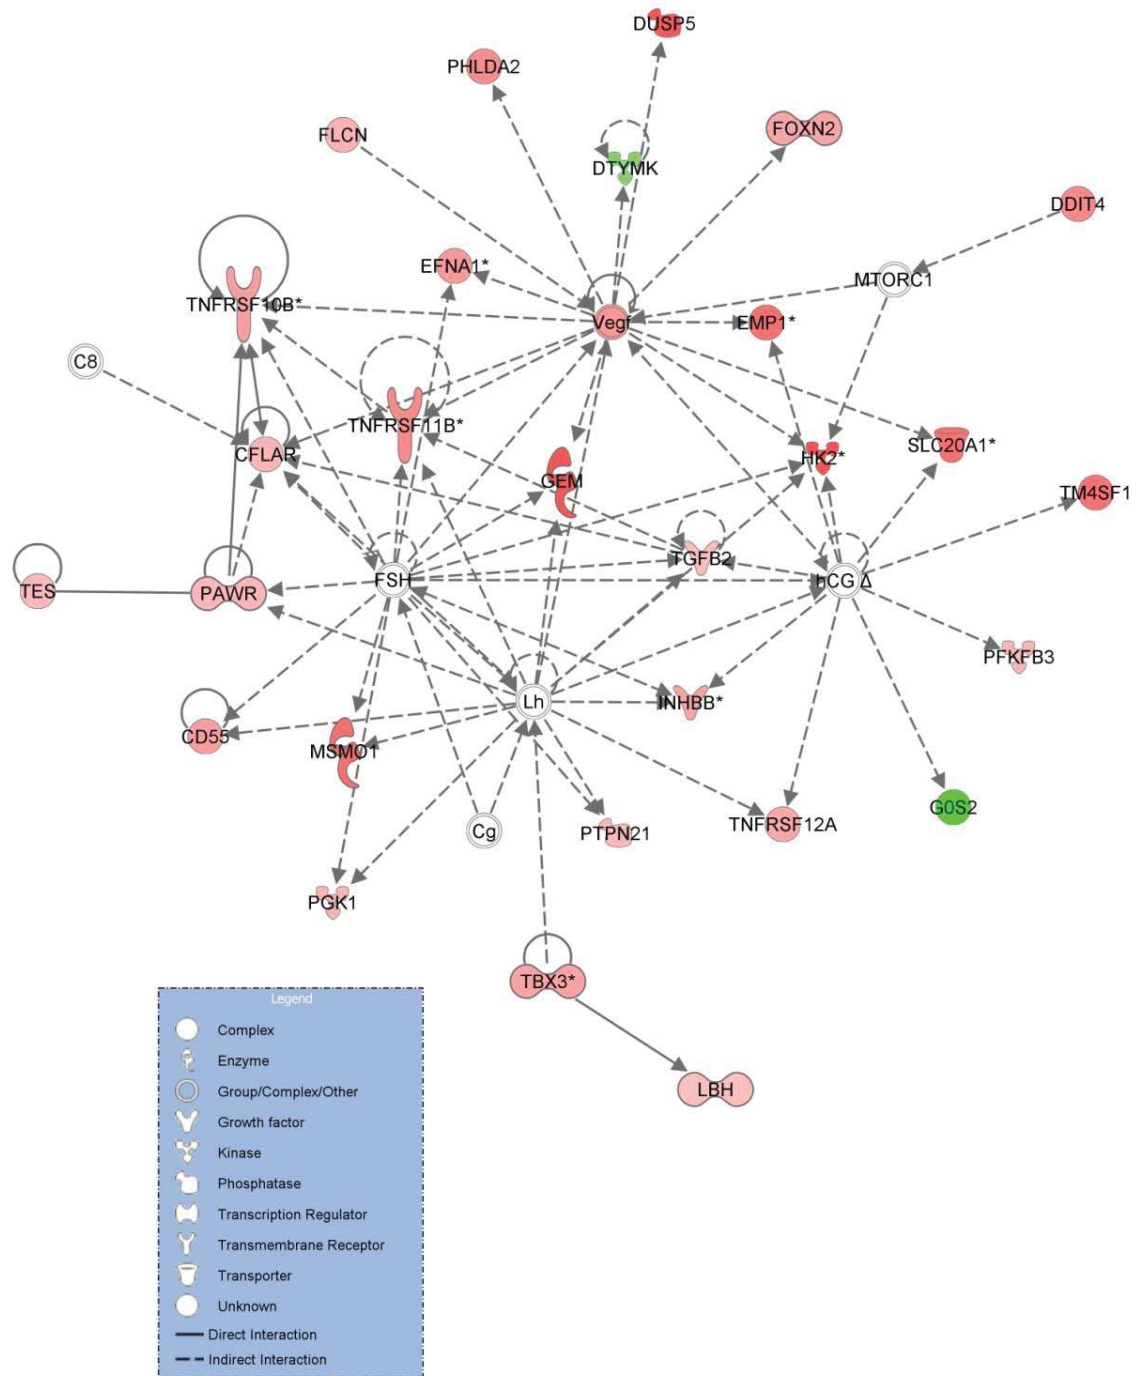 DUSP5
PHLDA2
FLCN
FOXN2
DTYMK
DDIT4
EFNA1*
MTORC1
TNFRSF10B*
Vegf
EMP1*
C8
TNFRSF11B*
CFLAR
HK2*
SLC20A1*
GEM
TM4SF1
TGFB2
FSH
hCG Δ
TES
PAWR
PFKFB3
Lh
INHBB*
CD55
MSMO1
G0S2
Cg
PTPN21
TNFRSF12A
PGK1
TBX3*
LBH
Legend
Complex
Enzyme
Group/Complex/Other
Growth factor
Kinase
Phosphatase
Transcription Regulator
Transmembrane Receptor
Transporter
Unknown
Direct Interaction
Indirect Interaction